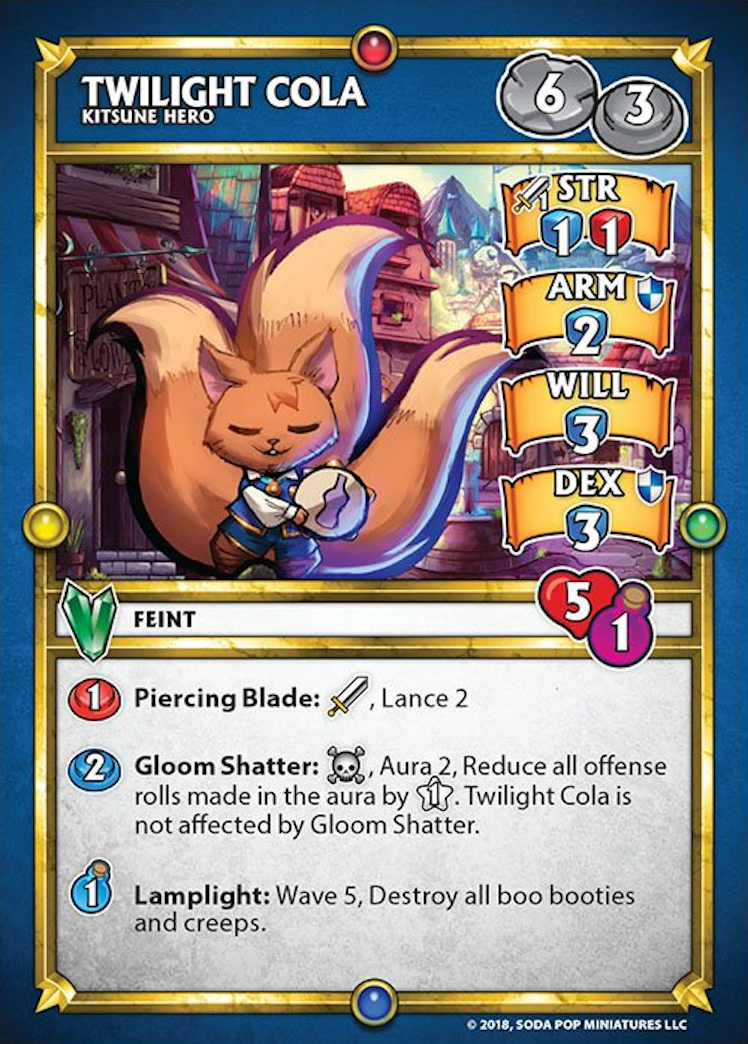 TWILIGHT COLA
KITSUNE HERO
6
3
STR
1 1
ARM
2
WILL
3
DEX
3
FEINT
5
1
1 Piercing Blade: , Lance 2
2 Gloom Shatter: , Aura 2, Reduce all offense
rolls made in the aura by 1. Twilight Cola is
not affected by Gloom Shatter.
1 Lamplight: Wave 5, Destroy all boo booties
and creeps.
© 2018, SODA POP MINIATURES LLC